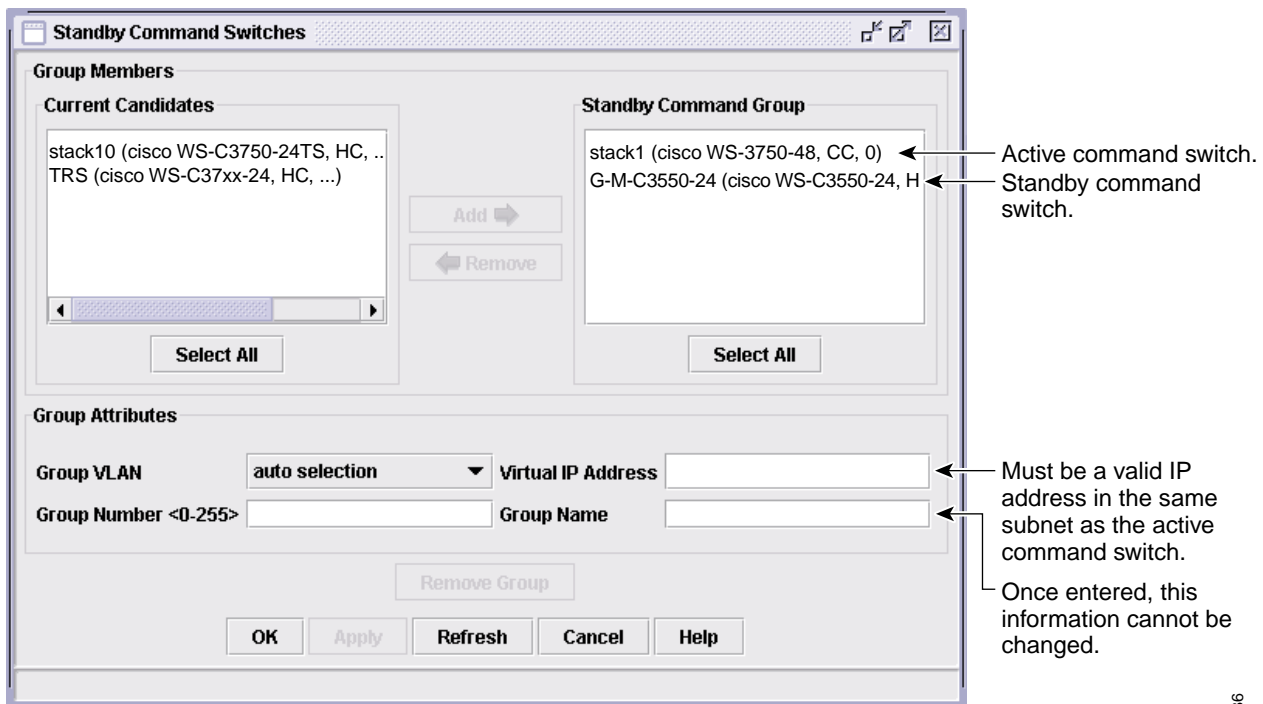 Standby Command Switches
Group Members
Current Candidates
stack10 (cisco WS-C3750-24TS, HC, ..
TRS (cisco WS-C37xx-24, HC, ...)
Select All
Add
Remove
Standby Command Group
stack1 (cisco WS-3750-48, CC, 0)
G-M-C3550-24 (cisco WS-C3550-24, H
Select All
Active command switch.
Standby command
switch.
Group Attributes
Group VLAN auto selection Virtual IP Address
Group Number <0-255> Group Name
Must be a valid IP
address in the same
subnet as the active
command switch.
Once entered, this
information cannot be
changed.
Remove Group
OK Apply Refresh Cancel Help